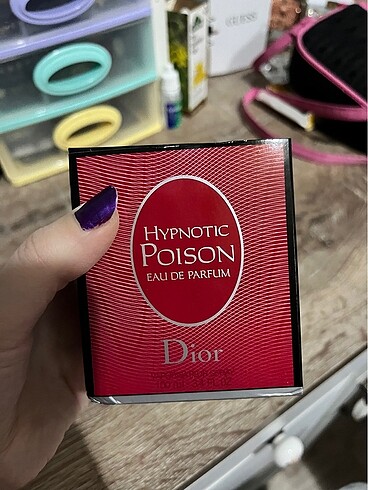 GUESS
HYPNOTIC
POISON
EAU DE PARFUM
Dior